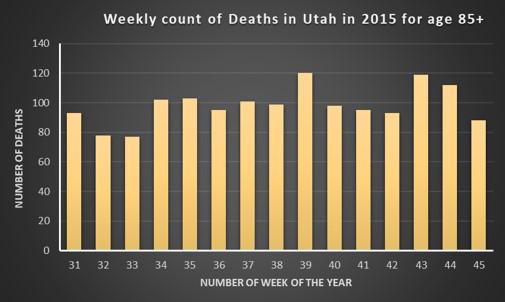 Weekly count of Deaths in Utah in 2015 for age 85+
140
120
100
80
60
40
20
0
NUMBER OF DEATHS
31 32 33 34 35 36 37 38 39 40 41 42 43 44 45
NUMBER OF WEEK OF THE YEAR